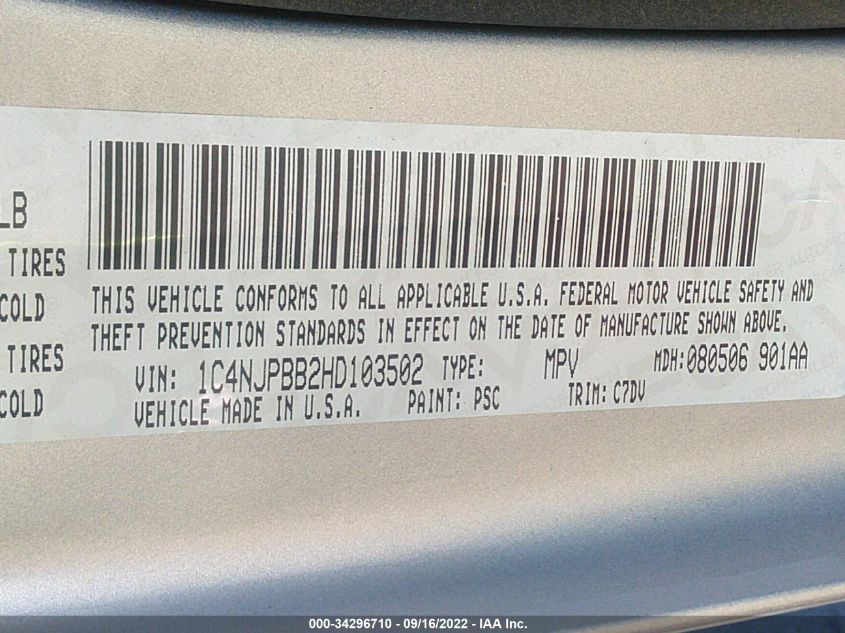 LB
TIRES
COLD
TIRES
COLD
THIS VEHICLE CONFORMS TO ALL APPLICABLE U.S.A. FEDERAL MOTOR VEHICLE SAFETY AND
THEFT PREVENTION STANDARDS IN EFFECT ON THE DATE OF MANUFACTURE SHOWN ABOVE.
VIN: 1C4NJPBB2HD103502 TYPE: MPV MDH:080506 901AA
VEHICLE MADE IN U.S.A. PAINT: PSC TRIM: C7DV
000-34296710 - 09/16/2022 - IAA Inc.